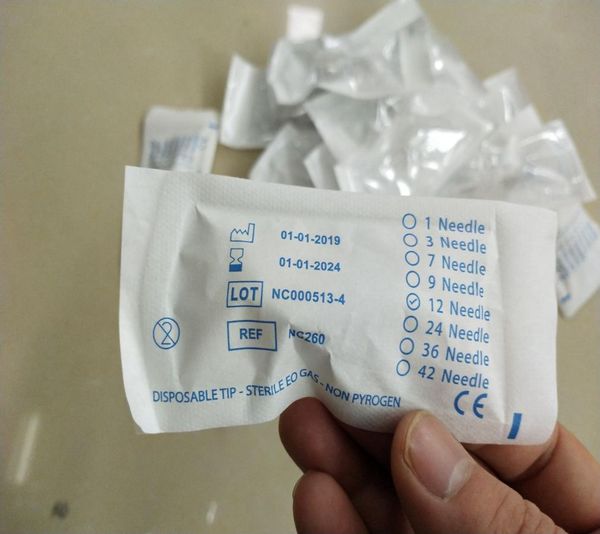 01-01-2019
01-01-2024
LOT NC000513-4
REF NC260
DISPOSABLE TIP - STERILE EO GAS - NON PYROGEN
1 Needle
3 Needle
7 Needle
9 Needle
12 Needle
24 Needle
36 Needle
42 Needle
CE